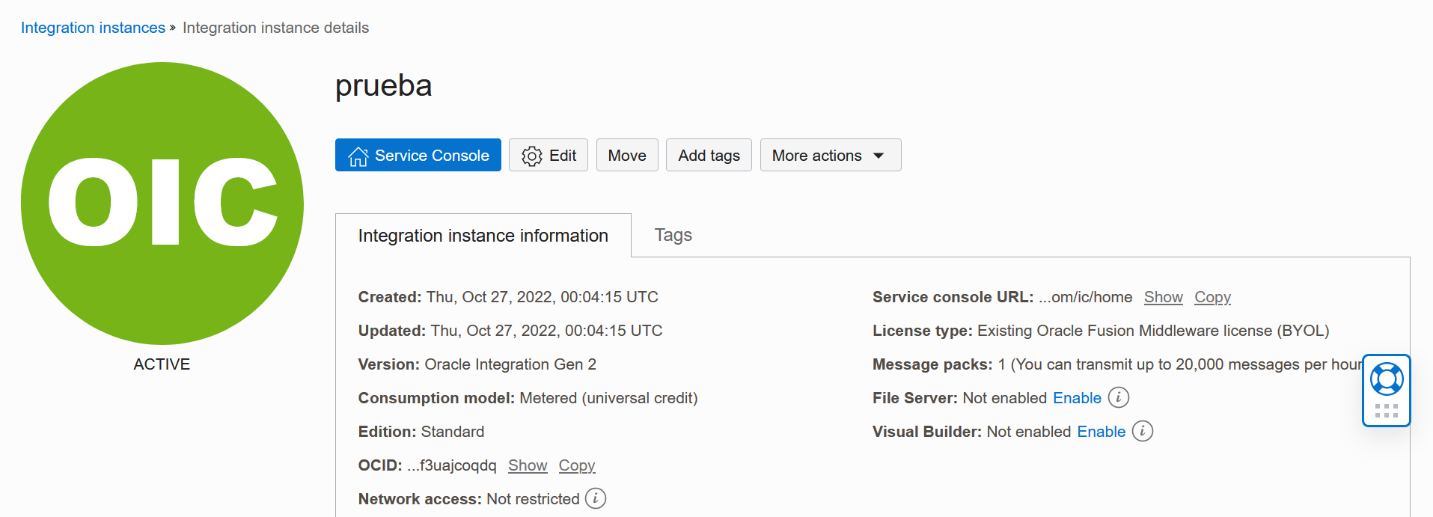 Integration instances » Integration instance details
OIC
ACTIVE
prueba
Service Console Edit Move Add tags More actions
Integration instance information Tags
Created: Thu, Oct 27, 2022, 00:04:15 UTC
Updated: Thu, Oct 27, 2022, 00:04:15 UTC
Version: Oracle Integration Gen 2
Consumption model: Metered (universal credit)
Edition: Standard
OCID: ...f3uajcoqdq Show Copy
Network access: Not restricted i
Service console URL: ...om/ic/home Show Copy
License type: Existing Oracle Fusion Middleware license (BYOL)
Message packs: 1 (You can transmit up to 20,000 messages per hour
File Server: Not enabled Enable i
Visual Builder: Not enabled Enable i